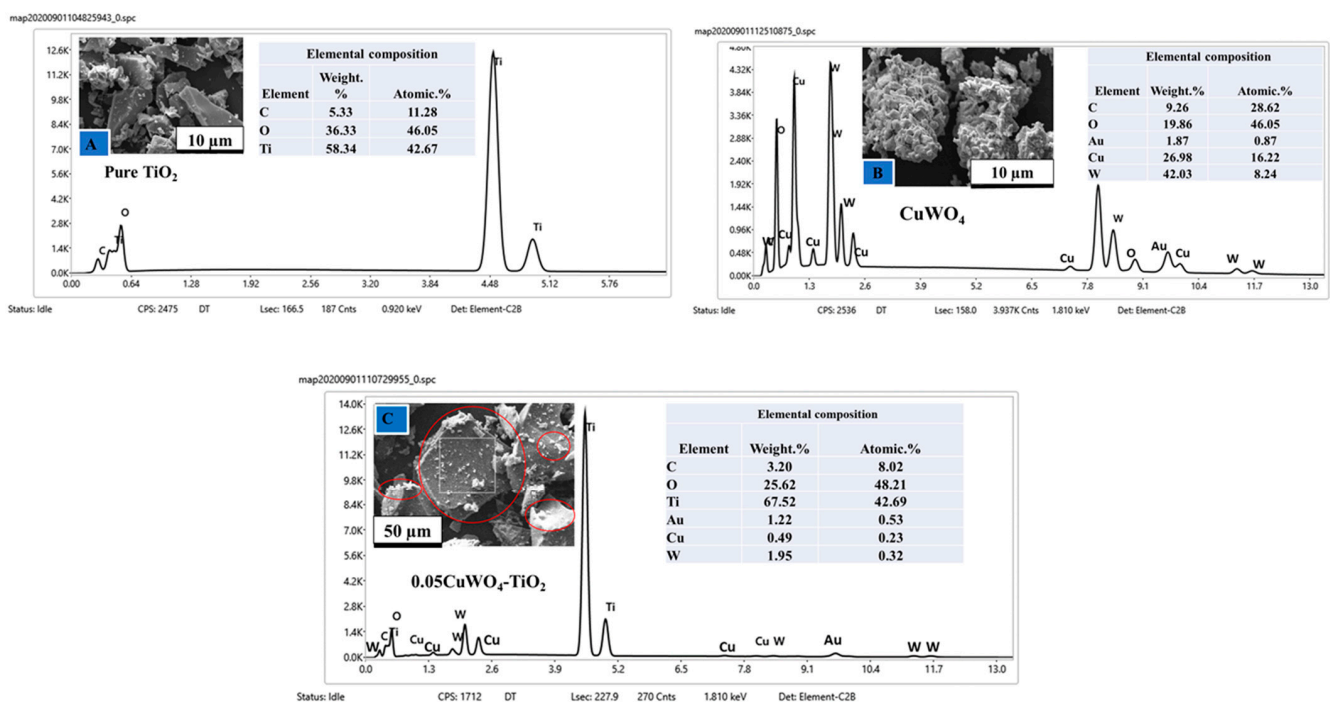 map20200901104825943_0.spc
12.6K
11.2K
9.8K
8.4K
7.0K
5.6K
4.2K
2.8K
1.4K
0.0K
A
10 µm
Pure TiO₂
Elemental composition
Element Weight. % Atomic.%
C 5.33 11.28
O 36.33 46.05
Ti 58.34 42.67
C
Ti
O
Ti
Ti
0.00 0.64 1.28 1.92 2.56 3.20 3.84 4.48 5.12 5.76
Status: Idle CPS: 2475 DT Lsec: 166.5 187 Cnts 0.920 keV Det: Element-C2B
map20200901112510875_0.spc
4.80K
4.32K
3.84K
3.36K
2.88K
2.40K
1.92K
1.44K
0.96K
0.48K
0.00K
B
10 µm
CuWO₄
Elemental composition
Element Weight.% Atomic.%
C 9.26 28.62
O 19.86 46.05
Au 1.87 0.87
Cu 26.98 16.22
W 42.03 8.24
W
O
Cu
Cu
Cu
W
W
W
Cu
Cu
W
O
Au
Cu
W
W
0.0 1.3 2.6 3.9 5.2 6.5 7.8 9.1 10.4 11.7 13.0
Status: Idle CPS: 2536 DT Lsec: 158.0 3.937K Cnts 1.810 keV Det: Element-C2B
map20200901110729955_0.spc
14.0K
12.6K
11.2K
9.8K
8.4K
7.0K
5.6K
4.2K
2.8K
1.4K
0.0K
C
50 µm
0.05CuWO₄-TiO₂
Elemental composition
Element Weight.% Atomic.%
C 3.20 8.02
O 25.62 48.21
Ti 67.52 42.69
Au 1.22 0.53
Cu 0.49 0.23
W 1.95 0.32
W
C
Ti
O
Cu
Cu
W
W
Cu
Ti
Ti
Cu
Cu W
Au
W W
0.0 1.3 2.6 3.9 5.2 6.5 7.8 9.1 10.4 11.7 13.0
Status: Idle CPS: 1712 DT Lsec: 227.9 270 Cnts 1.810 keV Det: Element-C2B